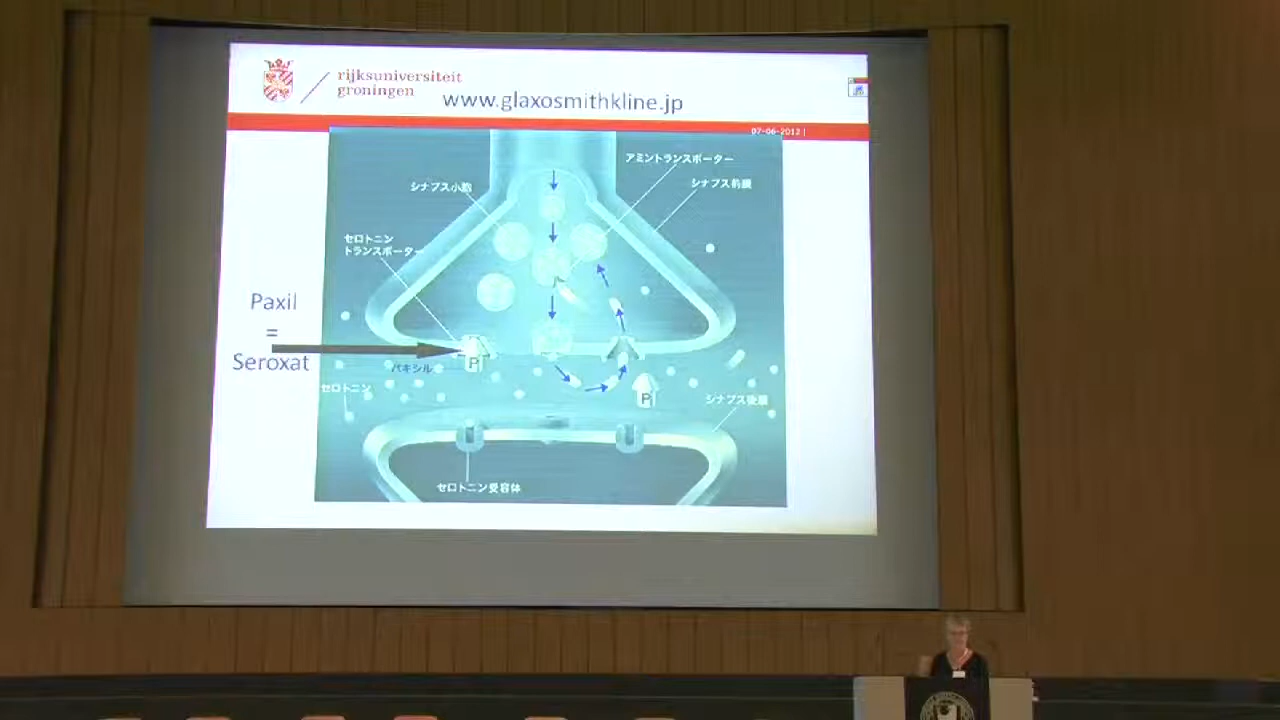 rijksuniversiteit
groningen
www.glaxosmithkline.jp
07-06-2012 |
アミントランスポーター
シナプス小胞
シナプス前膜
セロトニン
トランスポーター
Paxil
=
Seroxat
P
パキシル
セロトニン
P
シナプス後膜
セロトニン受容体